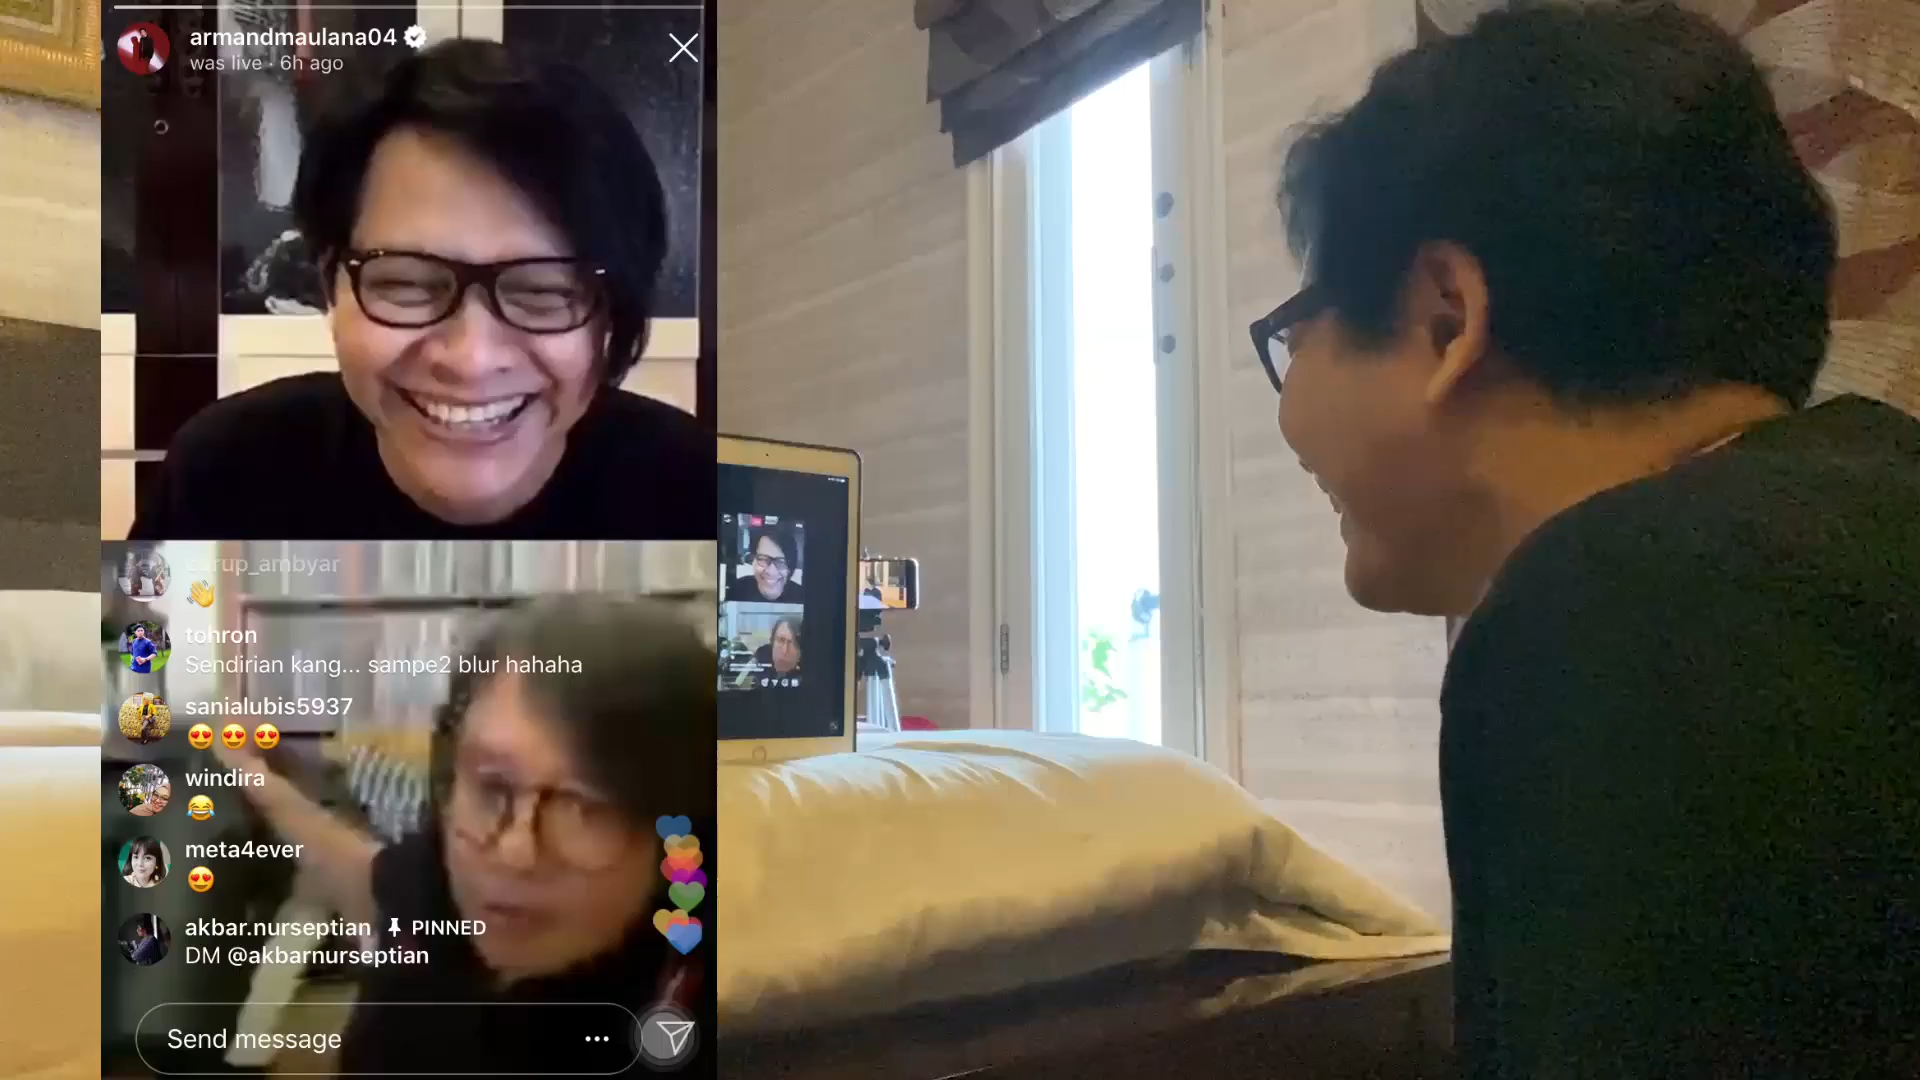 armandmaulana04
was live · 6h ago
carup_ambyar
👋
tohron
Sendirian kang... sampe2 blur hahaha
sanialubis5937
😍😍😍
windira
😂
meta4ever
😍
akbar.nurseptian PINNED
DM @akbarnurseptian
Send message